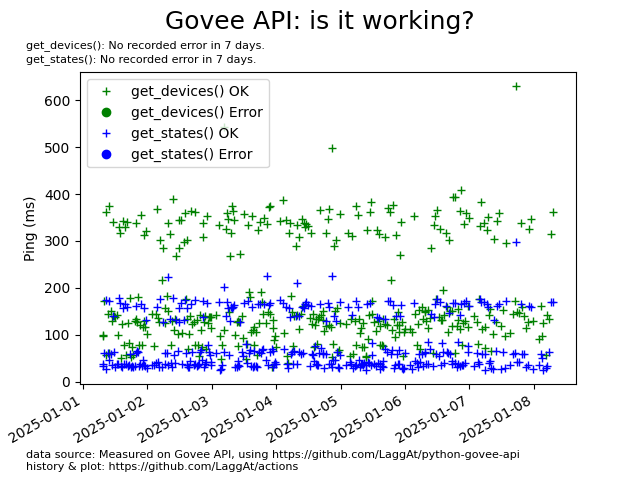 Govee API: is it working?
get_devices(): No recorded error in 7 days.
get_states(): No recorded error in 7 days.
get_devices() OK
get_devices() Error
get_states() OK
get_states() Error
Ping (ms)
600
500
400
300
200
100
0
2025-01-01
2025-01-02
2025-01-03
2025-01-04
2025-01-05
2025-01-06
2025-01-07
2025-01-08
data source: Measured on Govee API, using https://github.com/LaggAt/python-govee-api
history & plot: https://github.com/LaggAt/actions